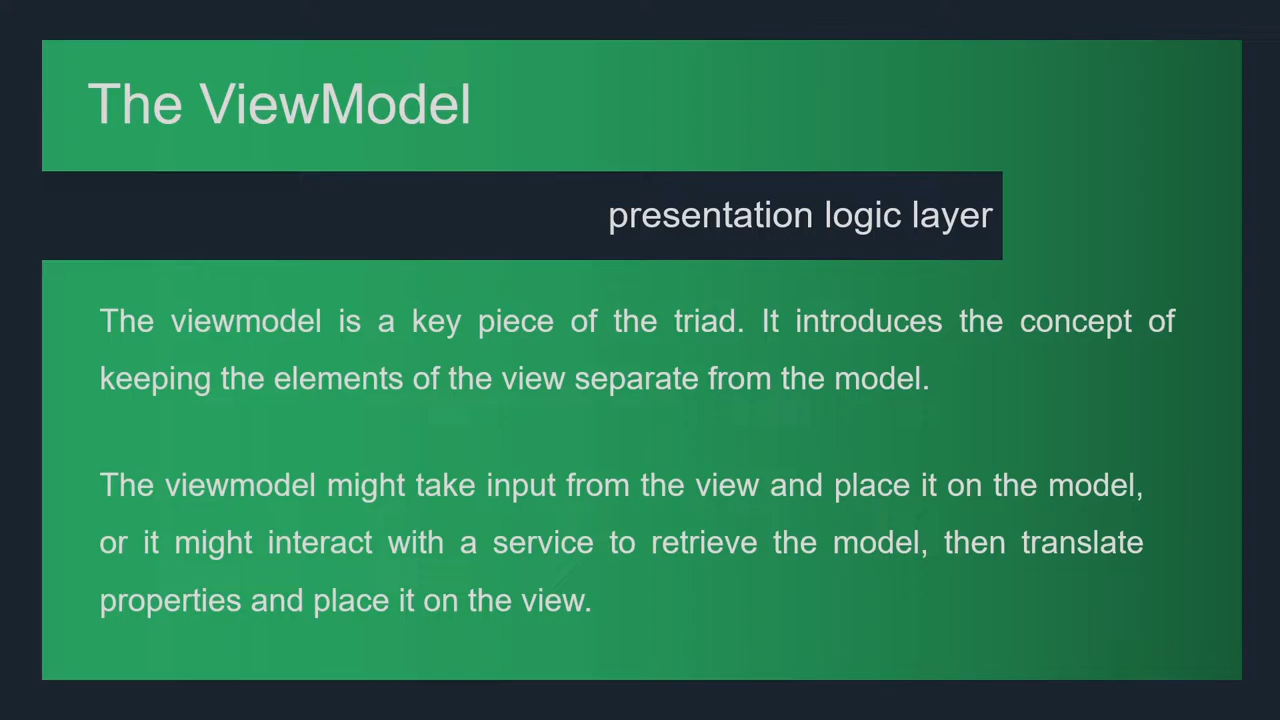 The ViewModel
presentation logic layer
The viewmodel is a key piece of the triad. It introduces the concept of
keeping the elements of the view separate from the model.
The viewmodel might take input from the view and place it on the model,
or it might interact with a service to retrieve the model, then translate
properties and place it on the view.